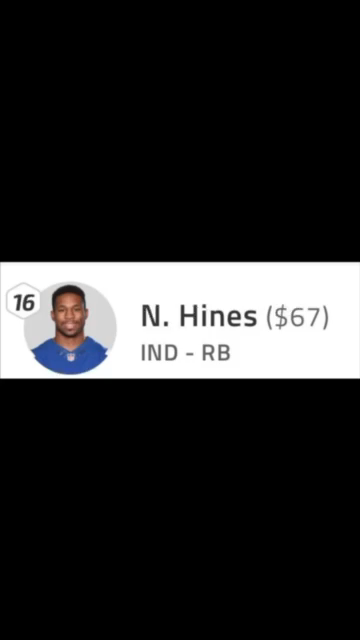 16
N. Hines ($67)
IND - RB